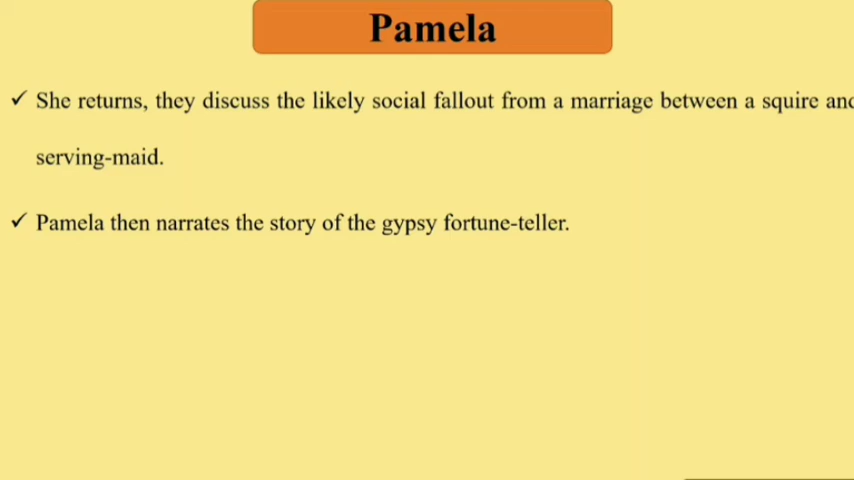 Pamela
✓ She returns, they discuss the likely social fallout from a marriage between a squire and
serving-maid.
✓ Pamela then narrates the story of the gypsy fortune-teller.